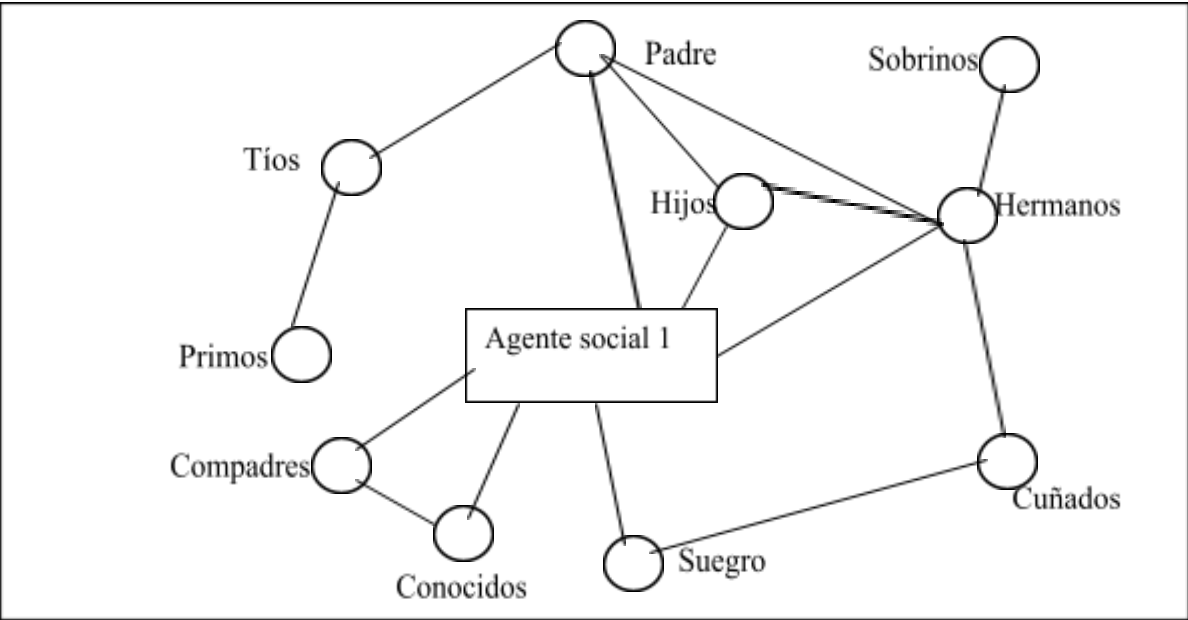 Padre
Sobrinos
Tíos
Hijos
Hermanos
Agente social 1
Primos
Compadres
Cuñados
Suegro
Conocidos